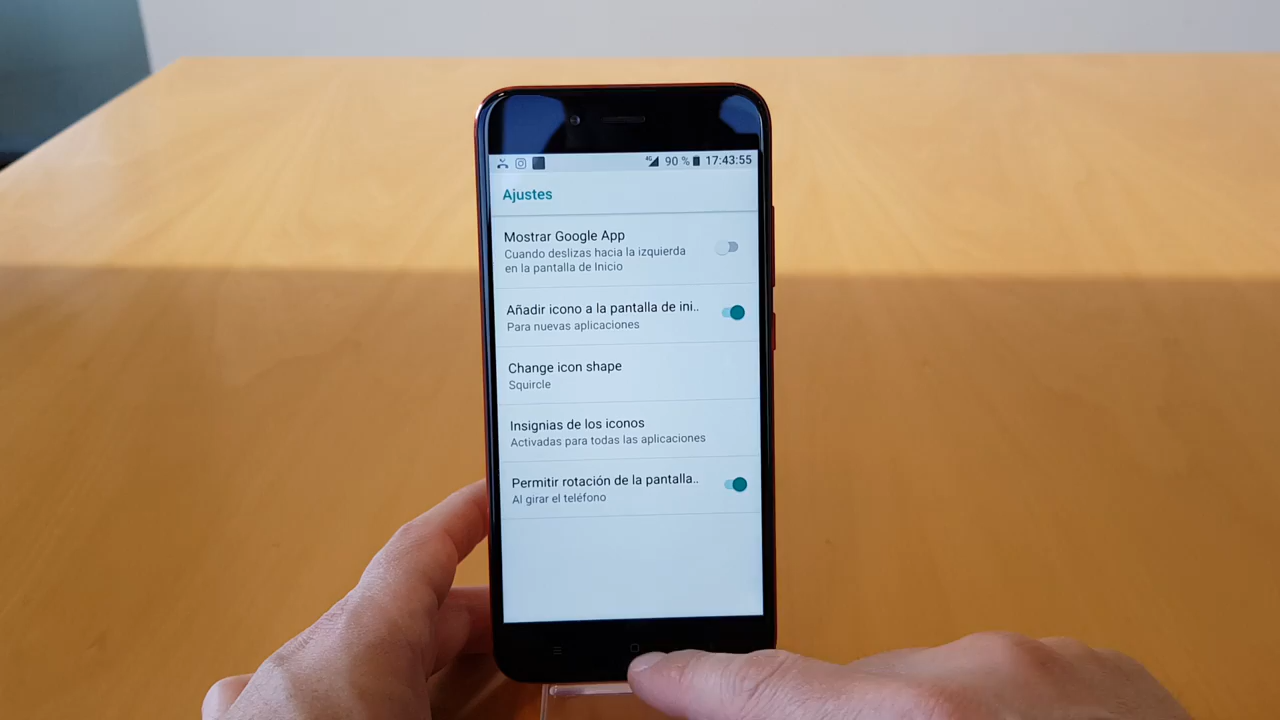 4G 90 % 17:43:55
Ajustes
Mostrar Google App
Cuando deslizas hacia la izquierda
en la pantalla de Inicio
Añadir icono a la pantalla de ini..
Para nuevas aplicaciones
Change icon shape
Squircle
Insignias de los iconos
Activadas para todas las aplicaciones
Permitir rotación de la pantalla..
Al girar el teléfono